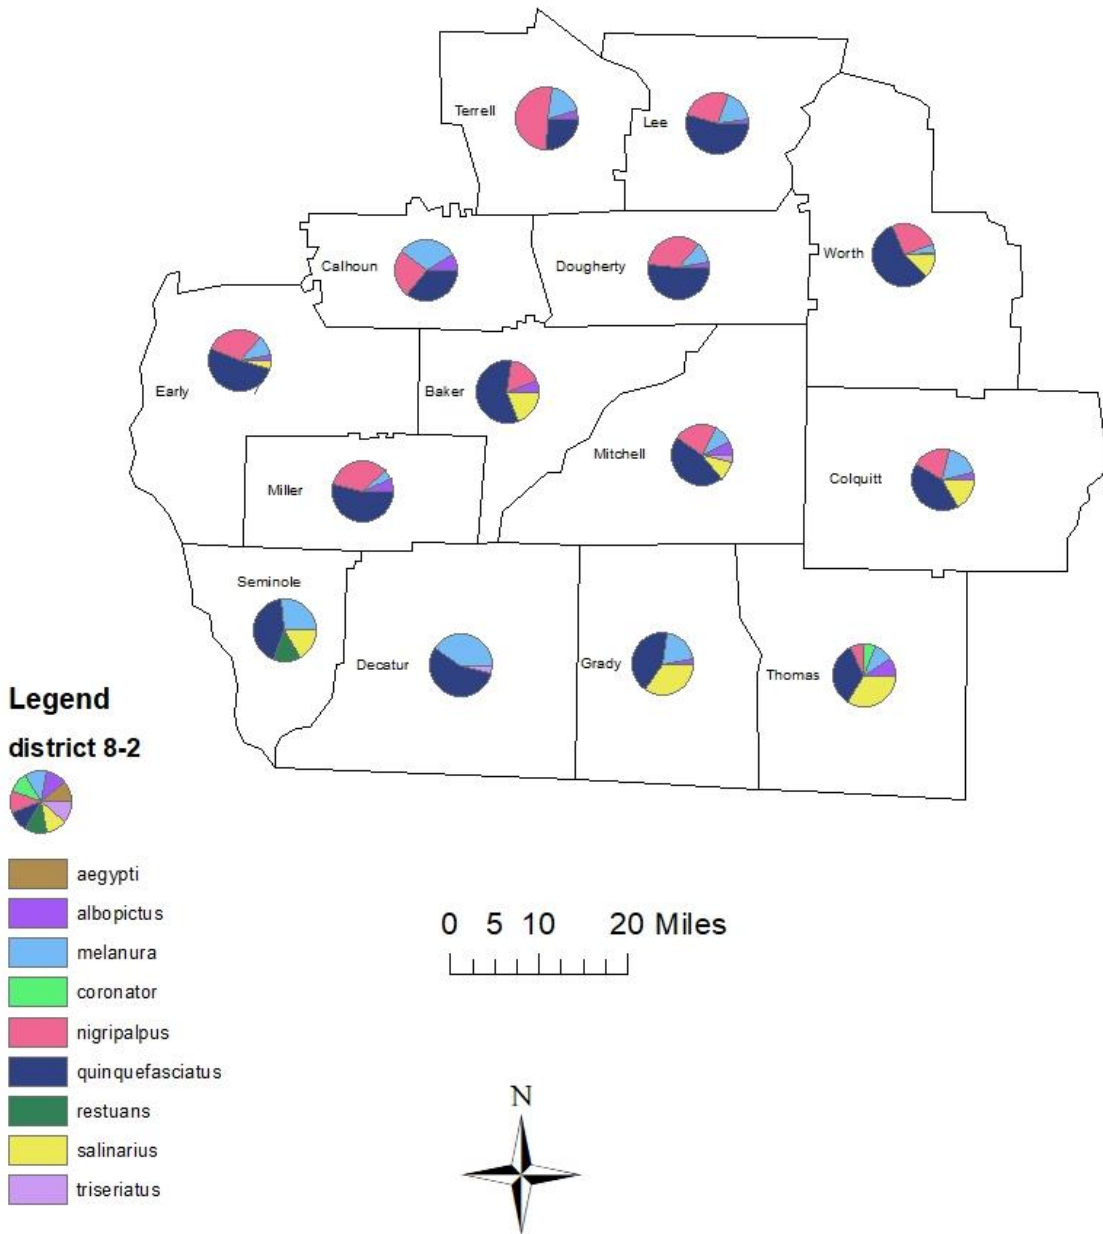 Terrell
Lee
Calhoun
Dougherty
Worth
Early
Baker
Mitchell
Miller
Colquitt
Seminole
Decatur
Grady
Thomas
Legend
district 8-2
aegypti
albopictus
melanura
coronator
nigripalpus
quinquefasciatus
restuans
salinarius
triseriatus
0 5 10 20 Miles
N